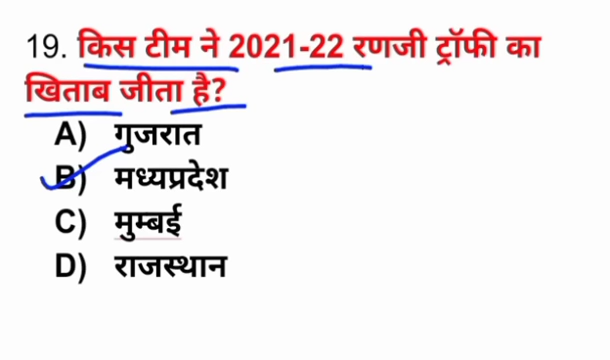 19. किस टीम ने 2021-22 रणजी ट्रॉफी का
खिताब जीता है?
A) गुजरात
B) मध्यप्रदेश
C) मुम्बई
D) राजस्थान